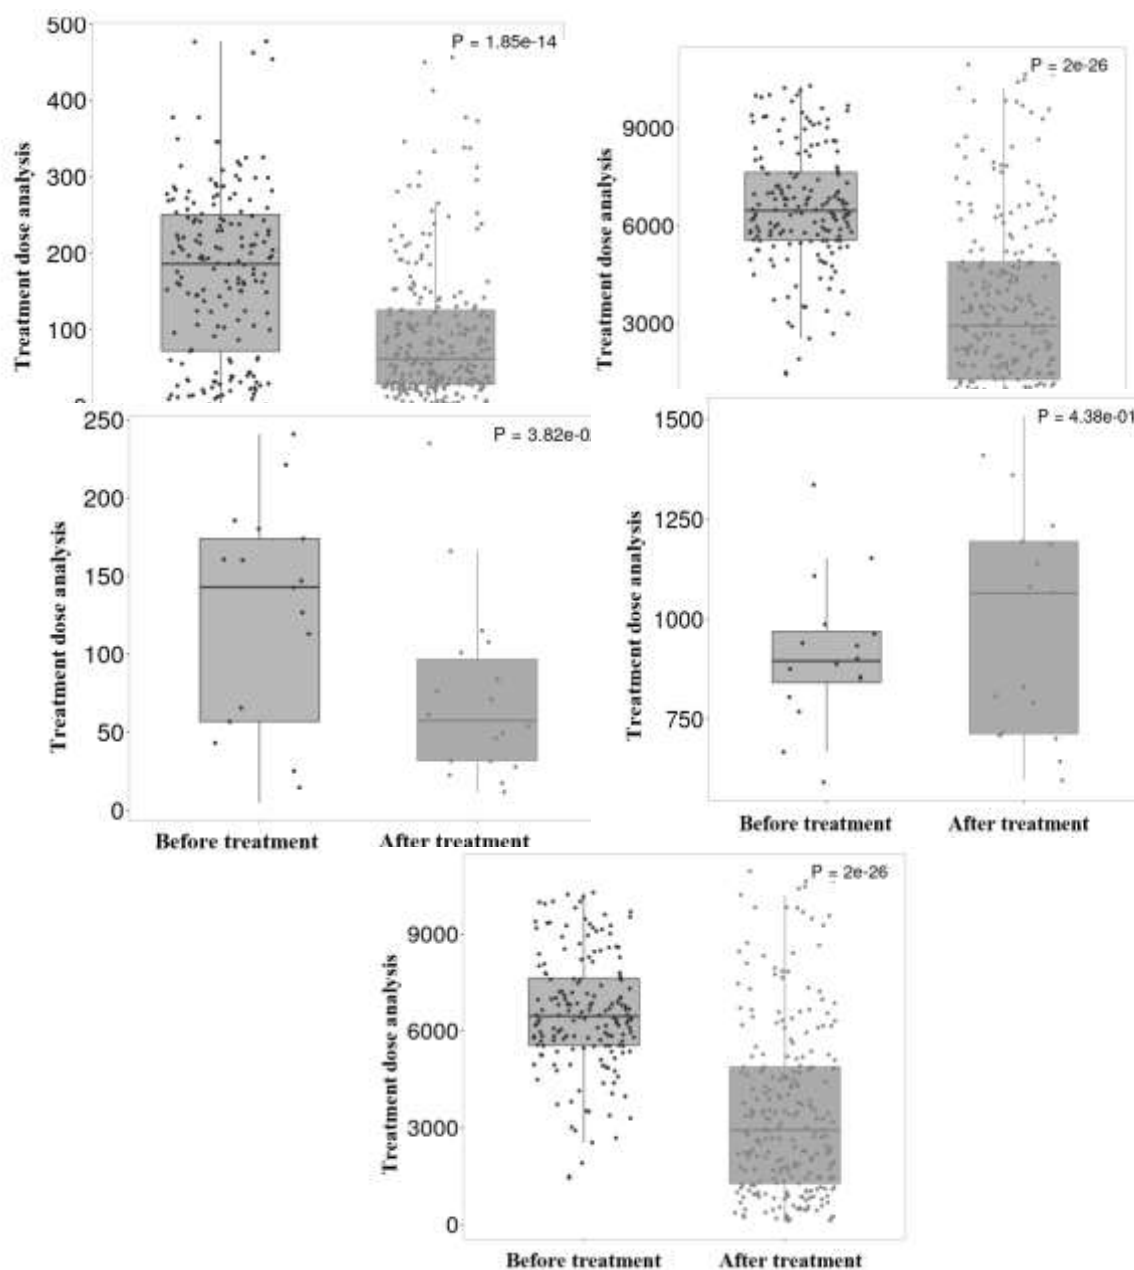 500
P = 1.85e-14
400
300
200
100
Treatment dose analysis
P = 2e-26
9000
6000
3000
Treatment dose analysis
250
P = 3.82e-0
200
150
100
50
0
Treatment dose analysis
Before treatment
After treatment
1500
P = 4.38e-01
1250
1000
750
Treatment dose analysis
Before treatment
After treatment
P = 2e-26
9000
6000
3000
0
Treatment dose analysis
Before treatment
After treatment